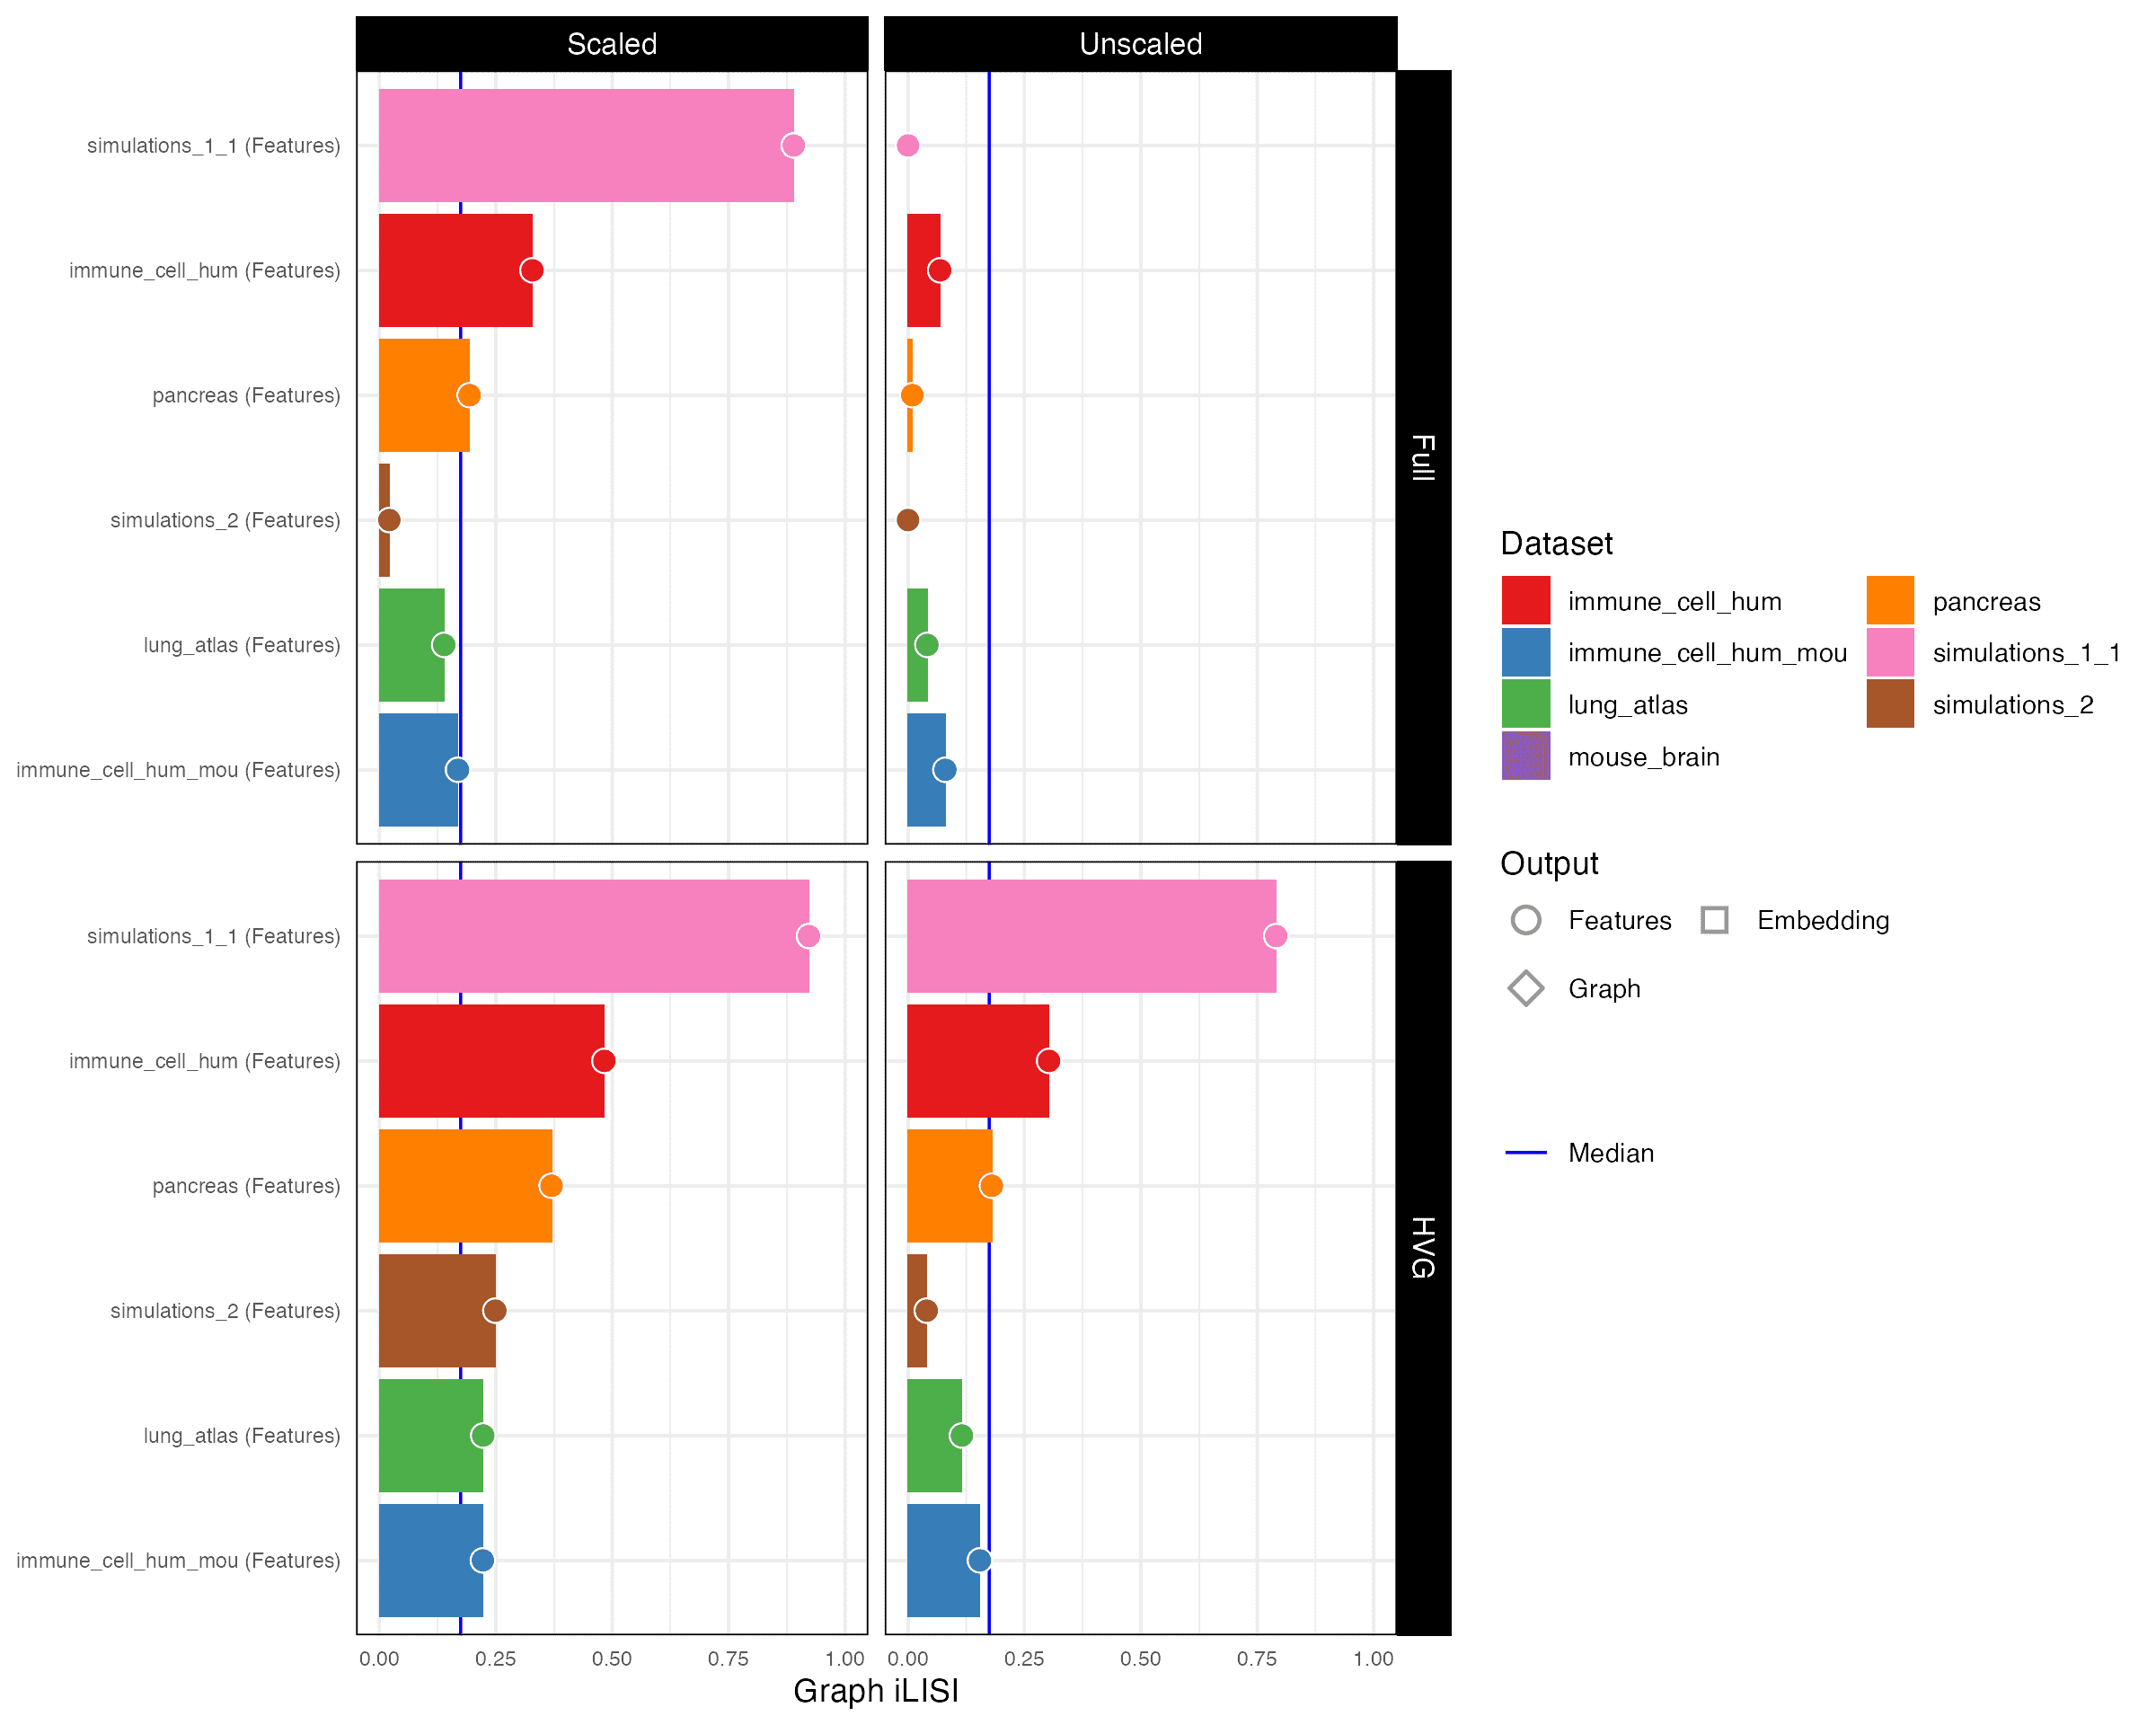 Scaled
Unscaled
simulations_1_1 (Features)
immune_cell_hum (Features)
pancreas (Features)
simulations_2 (Features)
lung_atlas (Features)
immune_cell_hum_mou (Features)
Full
simulations_1_1 (Features)
immune_cell_hum (Features)
pancreas (Features)
simulations_2 (Features)
lung_atlas (Features)
immune_cell_hum_mou (Features)
HVG
0.00 0.25 0.50 0.75 1.00 0.00 0.25 0.50 0.75 1.00
Graph iLISI
Dataset
immune_cell_hum pancreas
immune_cell_hum_mou simulations_1_1
lung_atlas simulations_2
mouse_brain
Output
Features Embedding
Graph
Median